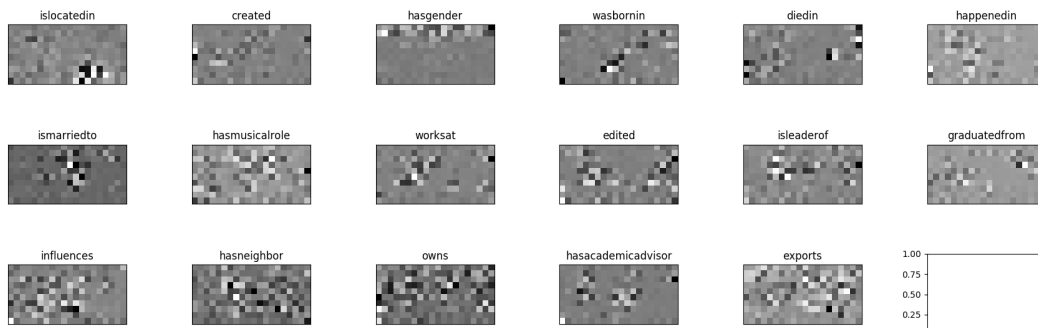 islocatedin created hasgender wasbornin diedin happenedin
ismarriedto hasmusicalrole worksat edited isleaderof graduatedfrom
influences hasneighbor owns hasacademicadvisor exports
1.00
0.75
0.50
0.25